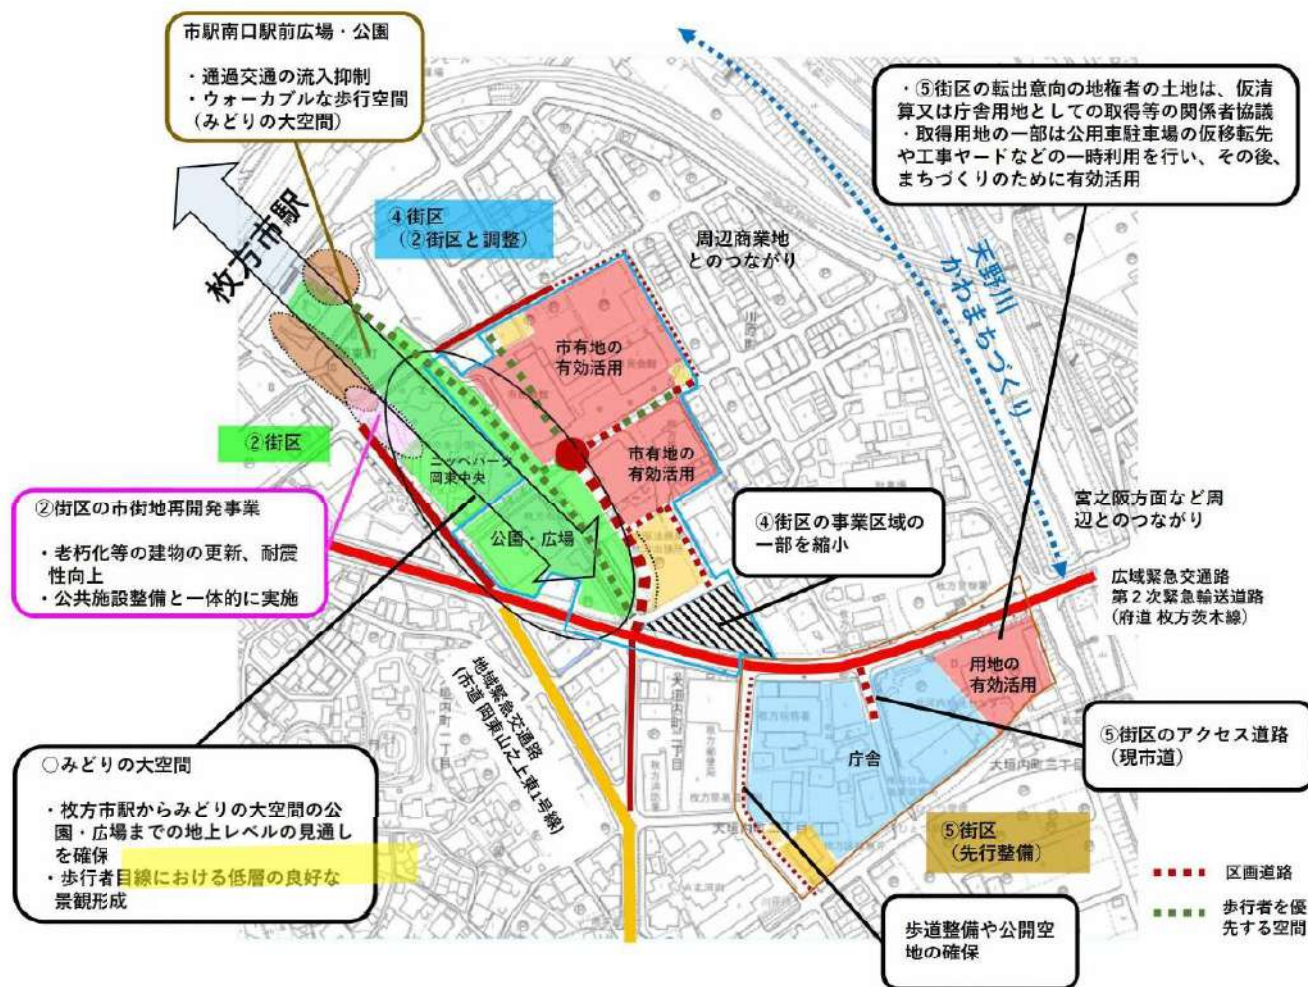 市駅南口駅前広場・公園
・通過交通の流入抑制
・ウォーカブルな歩行空間
（みどりの大空間）
・⑤街区の転出意向の地権者の土地は、仮清
算又は庁舎用地としての取得等の関係者協議
・取得用地の一部は公用車駐車場の仮移転先
や工事ヤードなどの一時利用を行い、その後、
まちづくりのために有効活用
枚方市駅
④街区
（②街区と調整）
周辺商業地
とのつながり
天野川
かわまちづくり
川原町
市有地の
有効活用
市有地の
有効活用
②街区
ニッペパーク
岡東中央
公園・広場
②街区の市街地再開発事業
・老朽化等の建物の更新、耐震
性向上
・公共施設整備と一体的に実施
④街区の事業区域の
一部を縮小
宮之阪方面など周
辺とのつながり
広域緊急交通路
第２次緊急輸送道路
（府道 枚方茨木線）
地域緊急交通路
（市道 岡東山之上東1号線）
用地の
有効活用
庁舎
⑤街区のアクセス道路
（現市道）
大垣内町二丁目
大垣内町三丁目
○みどりの大空間
・枚方市駅からみどりの大空間の公
園・広場までの地上レベルの見通し
を確保
・歩行者目線における低層の良好な
景観形成
⑤街区
（先行整備）
歩道整備や公開空
地の確保
区画道路
歩行者を優
先する空間